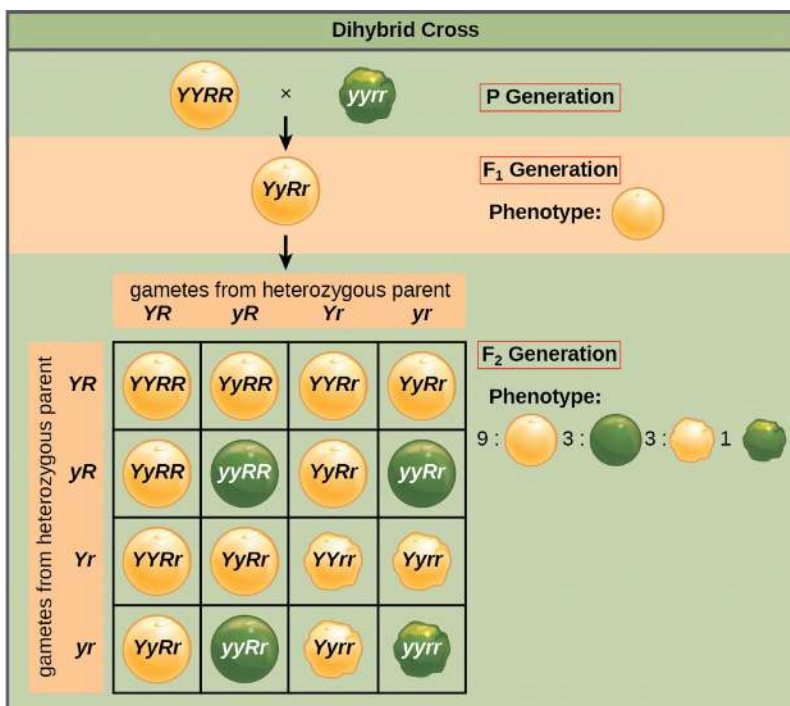 Dihybrid Cross
YYRR × yyrr P Generation
YyRr F₁ Generation
Phenotype:
gametes from heterozygous parent
YR yR Yr yr
gametes from heterozygous parent
YR YYRR YyRR YYRr YyRr
F₂ Generation
Phenotype:
9 : 3 : 3 : 1
yR YyRR yyRR YyRr yyRr
Yr YYRr YyRr YYrr Yyrr
yr YyRr yyRr Yyrr yyrr